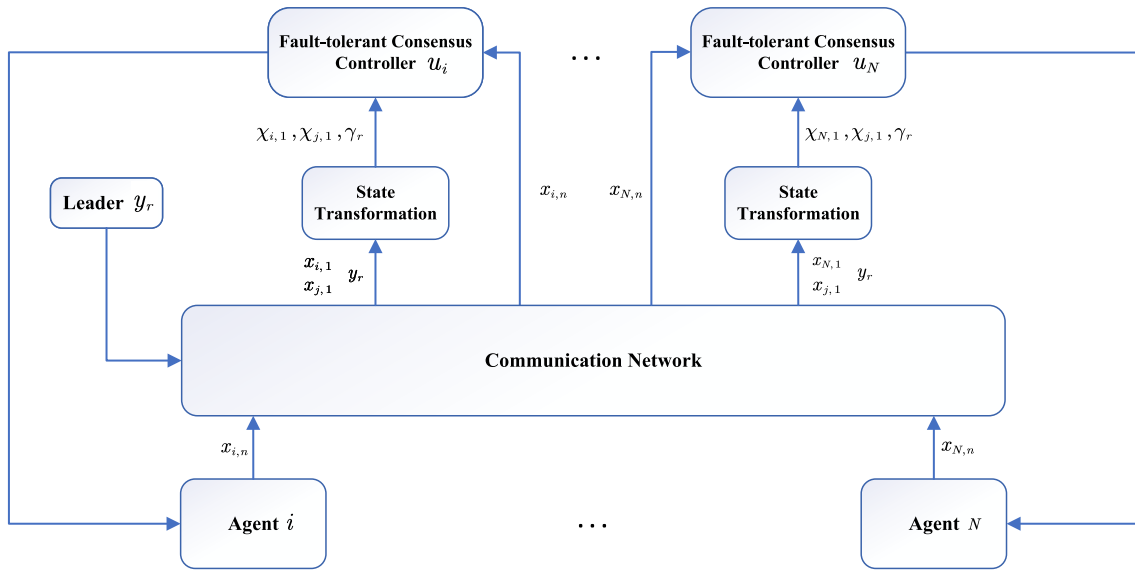 Fault-tolerant Consensus
Controller u_i
...
Fault-tolerant Consensus
Controller u_N
χ_{i,1}, χ_{j,1}, γ_r
χ_{N,1}, χ_{j,1}, γ_r
Leader y_r
State
Transformation
x_{i,n}
x_{N,n}
State
Transformation
x_{i,1}
x_{j,1}
y_r
x_{N,1}
x_{j,1}
y_r
Communication Network
x_{i,n}
x_{N,n}
Agent i
...
Agent N